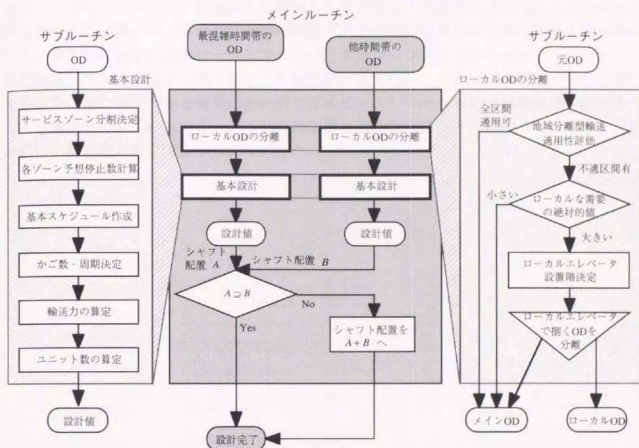 メインルーチン
サブルーチン
OD
基本設計
サービスゾーン分割決定
各ゾーン予想停止数計算
基本スケジュール作成
かご数・周期決定
輸送力の算定
ユニット数の算定
設計値
最混雑時間帯の
OD
他時間帯の
OD
ローカルODの分離
ローカルODの分離
基本設計
基本設計
設計値
設計値
シャフト
配置 A
シャフト配置 B
A⊇B
No
Yes
シャフト配置を
A+B へ
設計完了
サブルーチン
元OD
ローカルODの分離
全区間
適用可
地域分離型輸送
適用性評価
不適区間有
小さい
ローカルな需要
の絶対的値
大きい
ローカルエレベータ
設置階決定
ローカルエレベータ
で捌くODを
分離
メインOD
ローカルOD